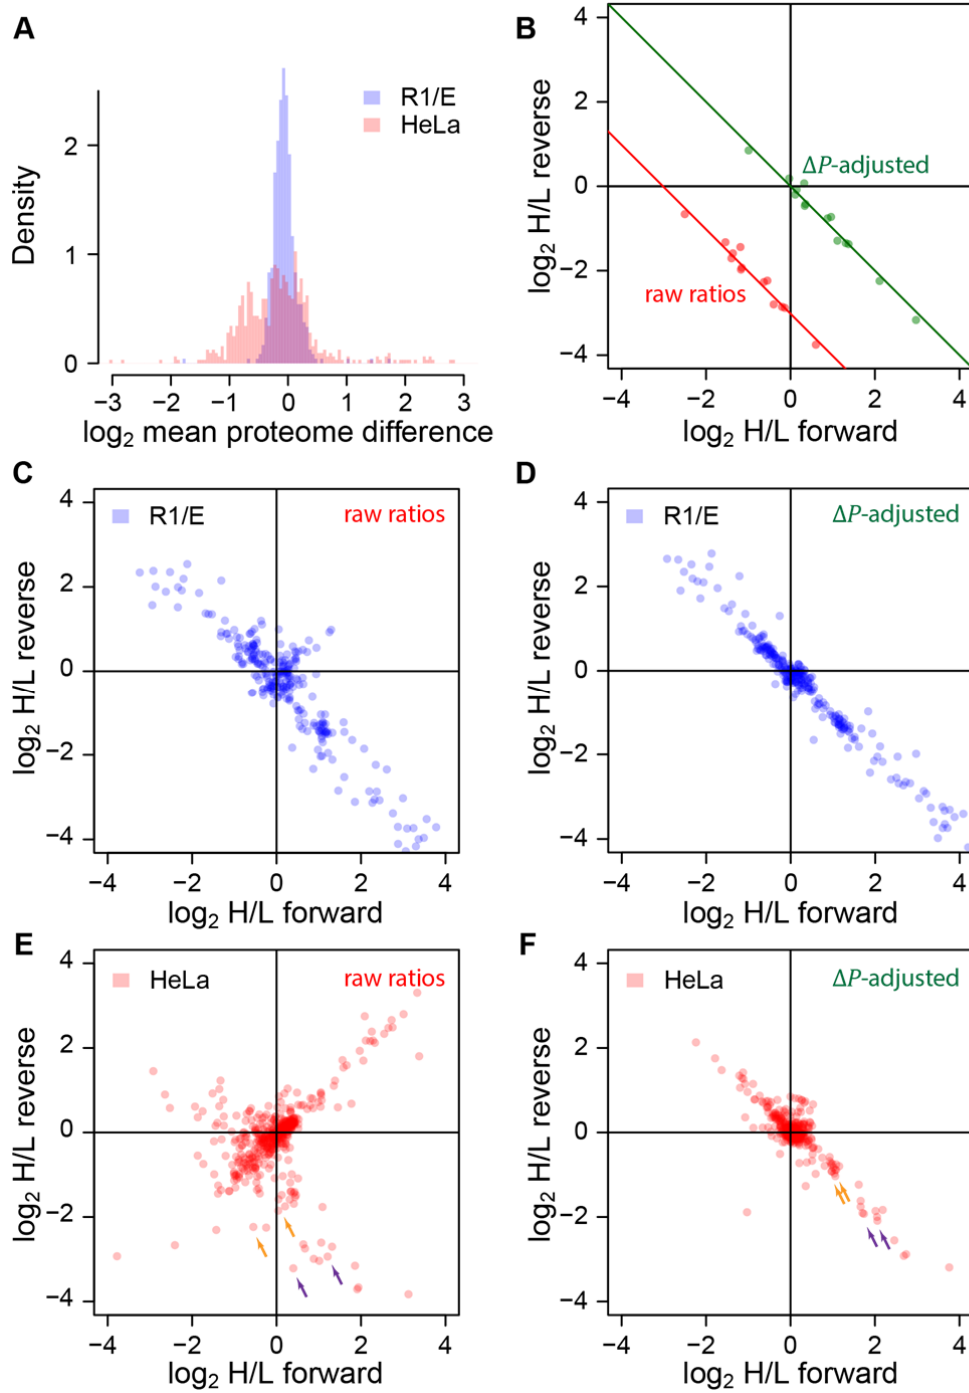 A
R1/E
HeLa
Density
2
1
0
−3 −2 −1 0 1 2 3
log2 mean proteome difference
B
log2 H/L reverse
4
2
0
−2
−4
ΔP-adjusted
raw ratios
−4 −2 0 2 4
log2 H/L forward
C
R1/E
raw ratios
log2 H/L reverse
4
2
0
−2
−4
−4 −2 0 2 4
log2 H/L forward
D
R1/E
ΔP-adjusted
log2 H/L reverse
4
2
0
−2
−4
−4 −2 0 2 4
log2 H/L forward
E
HeLa
raw ratios
log2 H/L reverse
4
2
0
−2
−4
−4 −2 0 2 4
log2 H/L forward
F
HeLa
ΔP-adjusted
log2 H/L reverse
4
2
0
−2
−4
−4 −2 0 2 4
log2 H/L forward